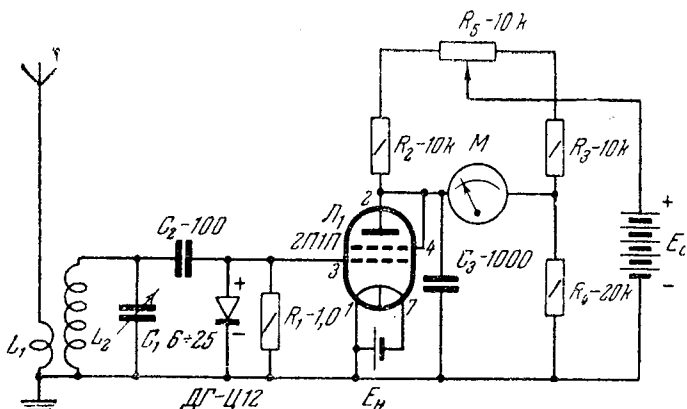 R₅-10k
R₂-10k
M
R₃-10k
+
2
Л₁
2П1П
4
3
C₂-100
C₃-1000
E
-
+
-
R₁-1,0
1
7
R₄-20k
L₁
L₂
C₁ 6÷25
ДГ-Ц12
Eн